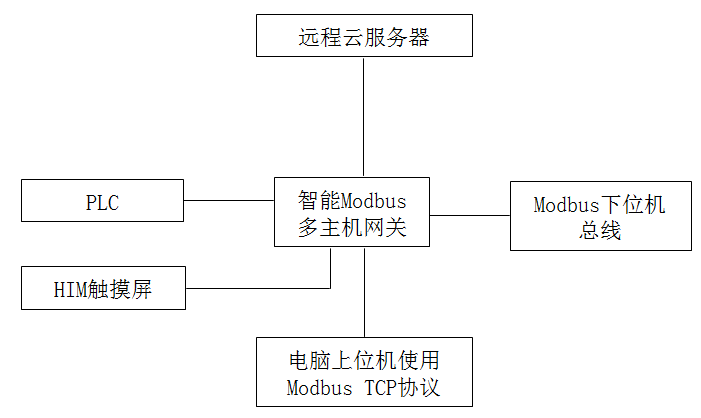 远程云服务器
PLC
智能Modbus
多主机网关
Modbus下位机
总线
HIM触摸屏
电脑上位机使用
Modbus TCP协议